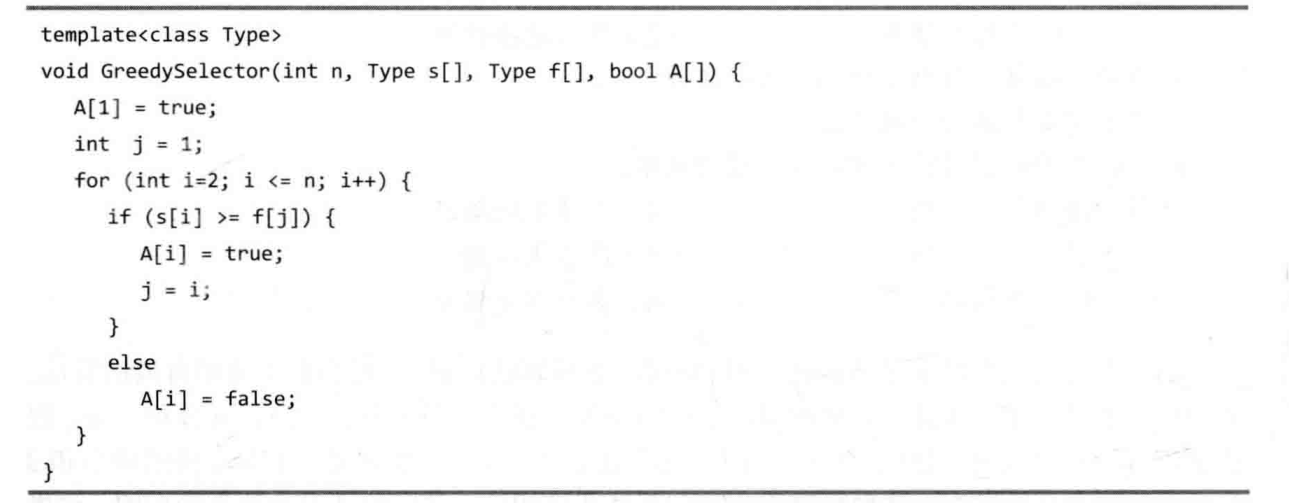 template<class Type>
void GreedySelector(int n, Type s[], Type f[], bool A[]) {
   A[1] = true;
   int  j = 1;
   for (int i=2; i <= n; i++) {
      if (s[i] >= f[j]) {
         A[i] = true;
         j = i;
      }
      else
         A[i] = false;
   }
}